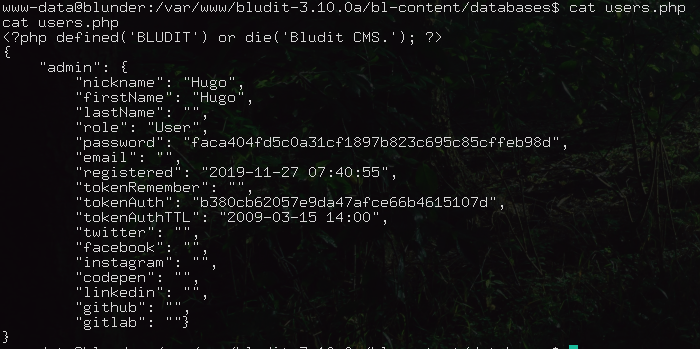 www-data@blunder:/var/www/bludit-3.10.0a/bl-content/databases$ cat users.php
cat users.php
<?php defined('BLUDIT') or die('Bludit CMS.'); ?>
{
    "admin": {
        "nickname": "Hugo",
        "firstName": "Hugo",
        "lastName": "",
        "role": "User",
        "password": "faca404fd5c0a31cf1897b823c695c85cffeb98d",
        "email": "",
        "registered": "2019-11-27 07:40:55",
        "tokenRemember": "",
        "tokenAuth": "b380cb62057e9da47afce66b4615107d",
        "tokenAuthTTL": "2009-03-15 14:00",
        "twitter": "",
        "facebook": "",
        "instagram": "",
        "codepen": "",
        "linkedin": "",
        "github": "",
        "gitlab": ""}
}